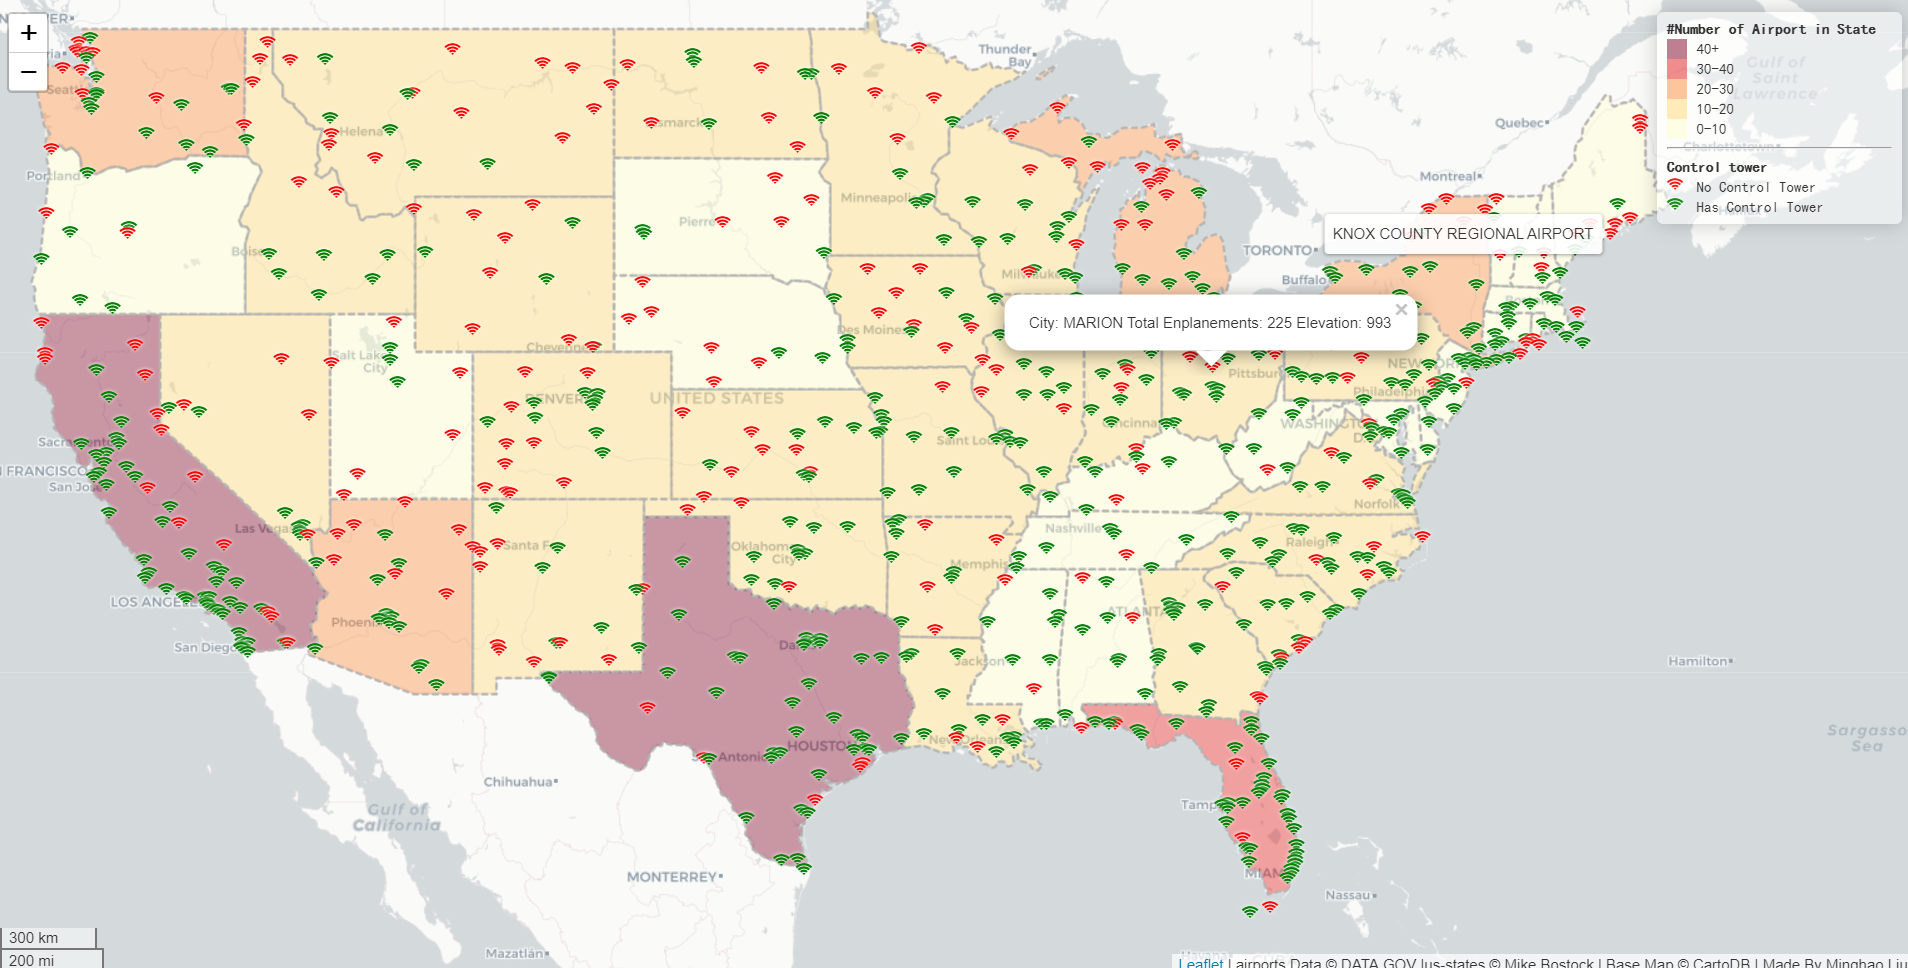 +
−
#Number of Airport in State
40+
30-40
20-30
10-20
0-10
Control tower
No Control Tower
Has Control Tower
Gulf of
Saint
Lawrence
Charlottetown
Thunder
Bay
Quebec
Montreal
TORONTO
Buffalo
KNOX COUNTY REGIONAL AIRPORT
×
City: MARION Total Enplanements: 225 Elevation: 993
Seattle
Portland
Helena
Boise
Pierre
Minneapolis
Milwaukee
Des Moines
Cheyenne
Salt Lake
City
DENVER
UNITED STATES
Saint Lou
Pittsburg
NEW YORK
Philadelphia
WASHINGTON
Norfolk
Raleigh
Nashville
Memphis
ATLANTA
Jackson
Oklahoma
City
Santa Fe
Las Vegas
Phoenix
LOS ANGELES
San Diego
Sacramento
N FRANCISCO
San Jose
Dallas
HOUSTON
San Antonio
New Orleans
Tampa
MIAMI
Hamilton
Sargasso
Sea
Chihuahua
Gulf of
California
MONTERREY
Mazatlán
Nassau
Havana
300 km
200 mi
Leaflet | airports Data © DATA.GOV |us-states © Mike Bostock | Base Map © CartoDB | Made By Minghao Liu